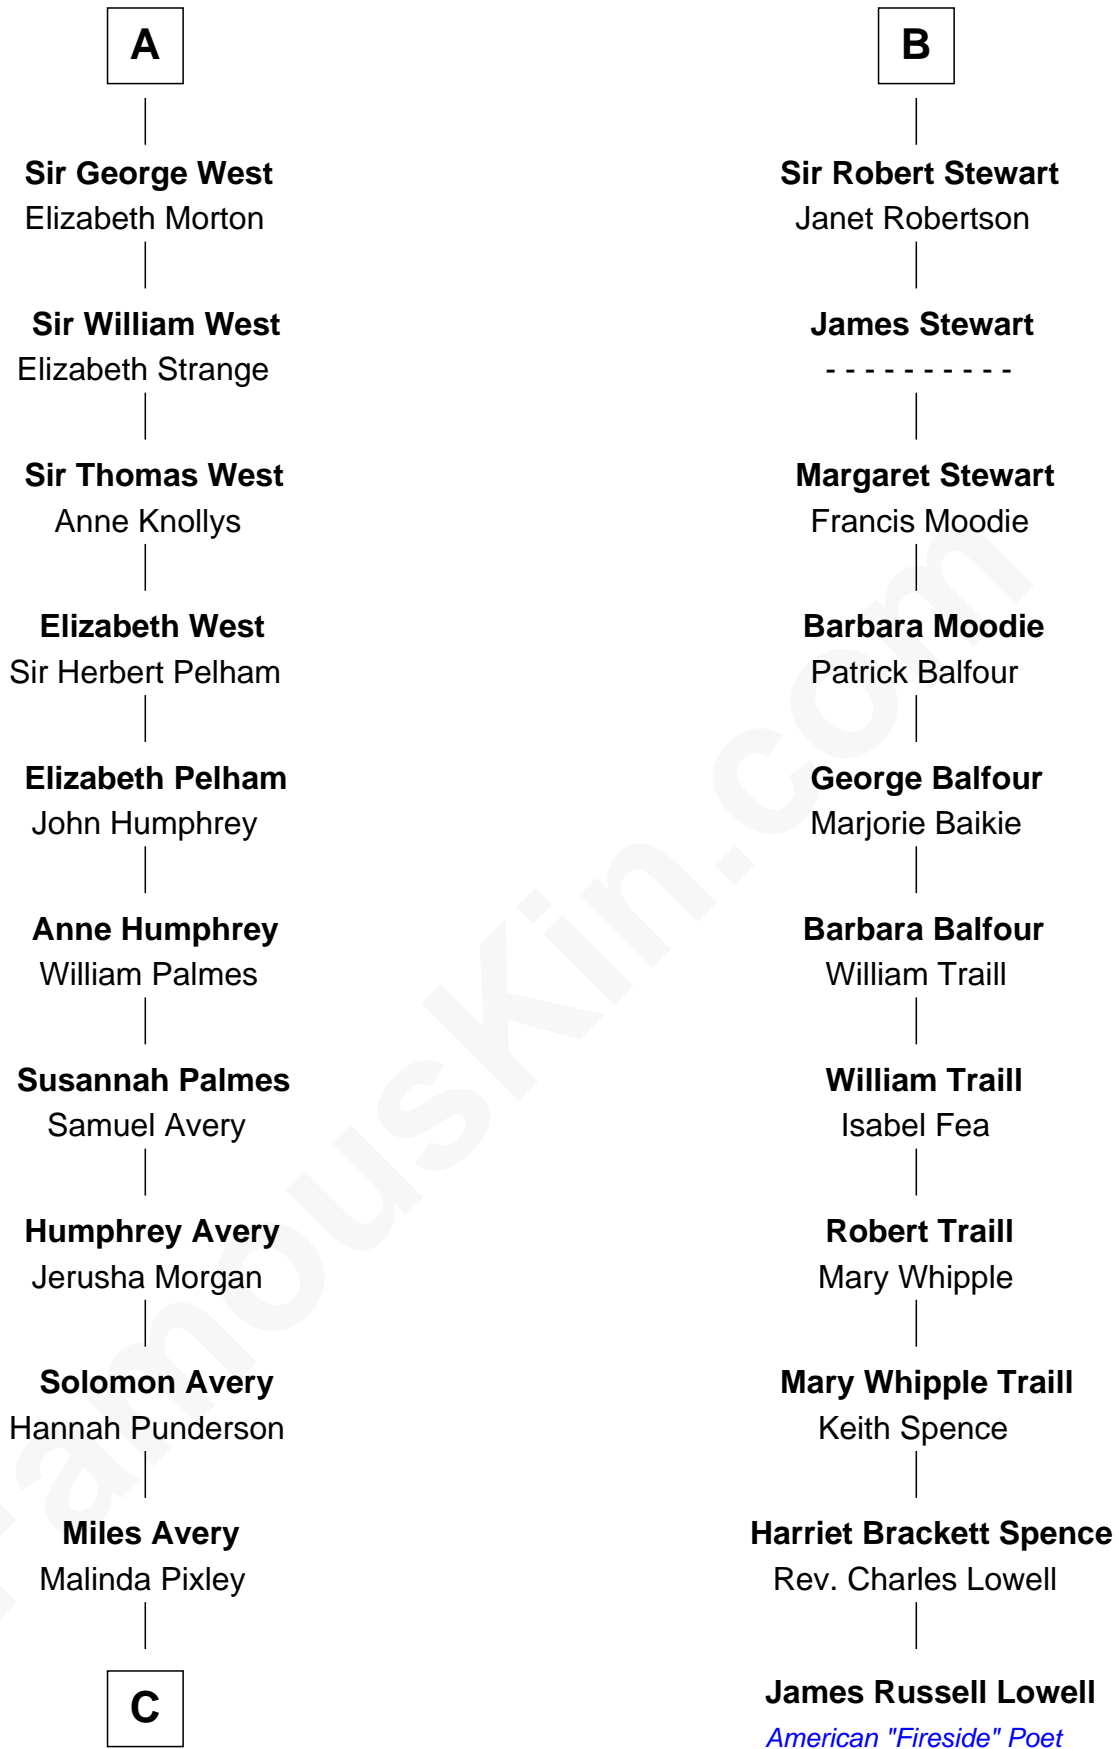 A
Sir George West
Elizabeth Morton
Sir William West
Elizabeth Strange
Sir Thomas West
Anne Knollys
Elizabeth West
Sir Herbert Pelham
Elizabeth Pelham
John Humphrey
Anne Humphrey
William Palmes
Susannah Palmes
Samuel Avery
Humphrey Avery
Jerusha Morgan
Solomon Avery
Hannah Punderson
Miles Avery
Malinda Pixley
C
B
Sir Robert Stewart
Janet Robertson
James Stewart
- - - - - - - - - -
Margaret Stewart
Francis Moodie
Barbara Moodie
Patrick Balfour
George Balfour
Marjorie Baikie
Barbara Balfour
William Traill
William Traill
Isabel Fea
Robert Traill
Mary Whipple
Mary Whipple Traill
Keith Spence
Harriet Brackett Spence
Rev. Charles Lowell
James Russell Lowell
American "Fireside" Poet
FamousKin.com